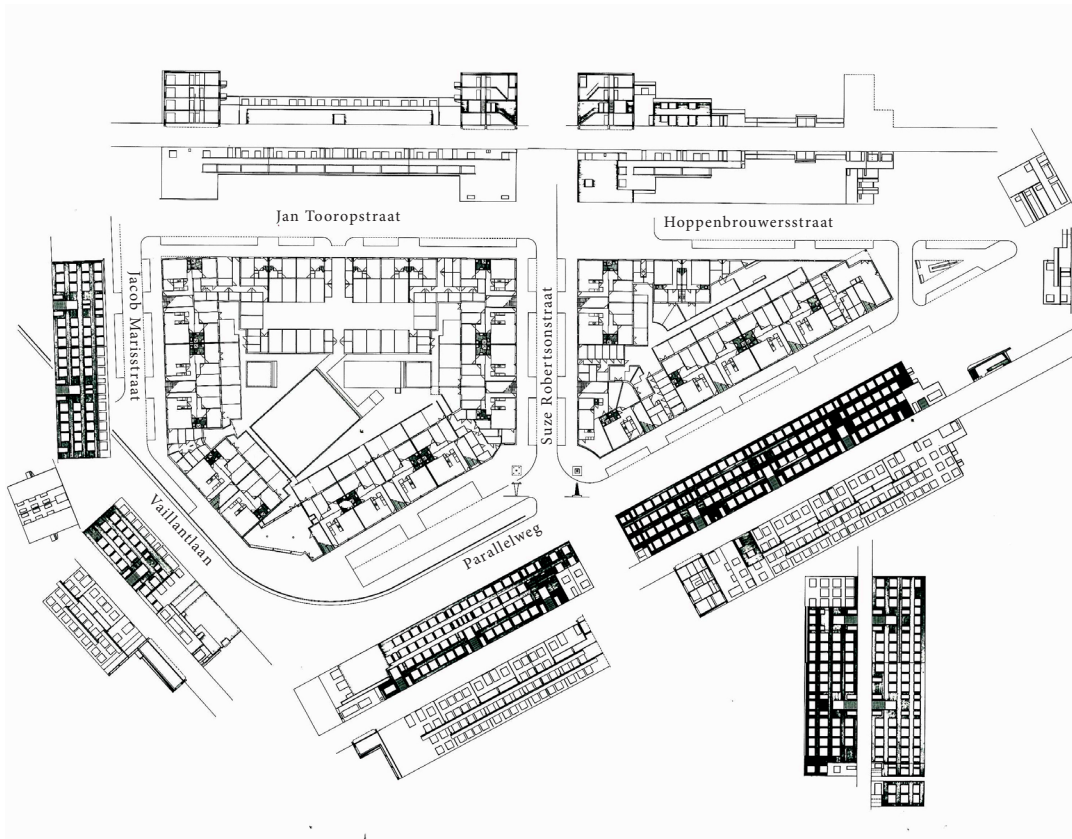 Jan Tooropstraat
Hoppenbrouwersstraat
Jacob Marisstraat
Suze Robertsonstraat
Vaillantlaan
Parallelweg